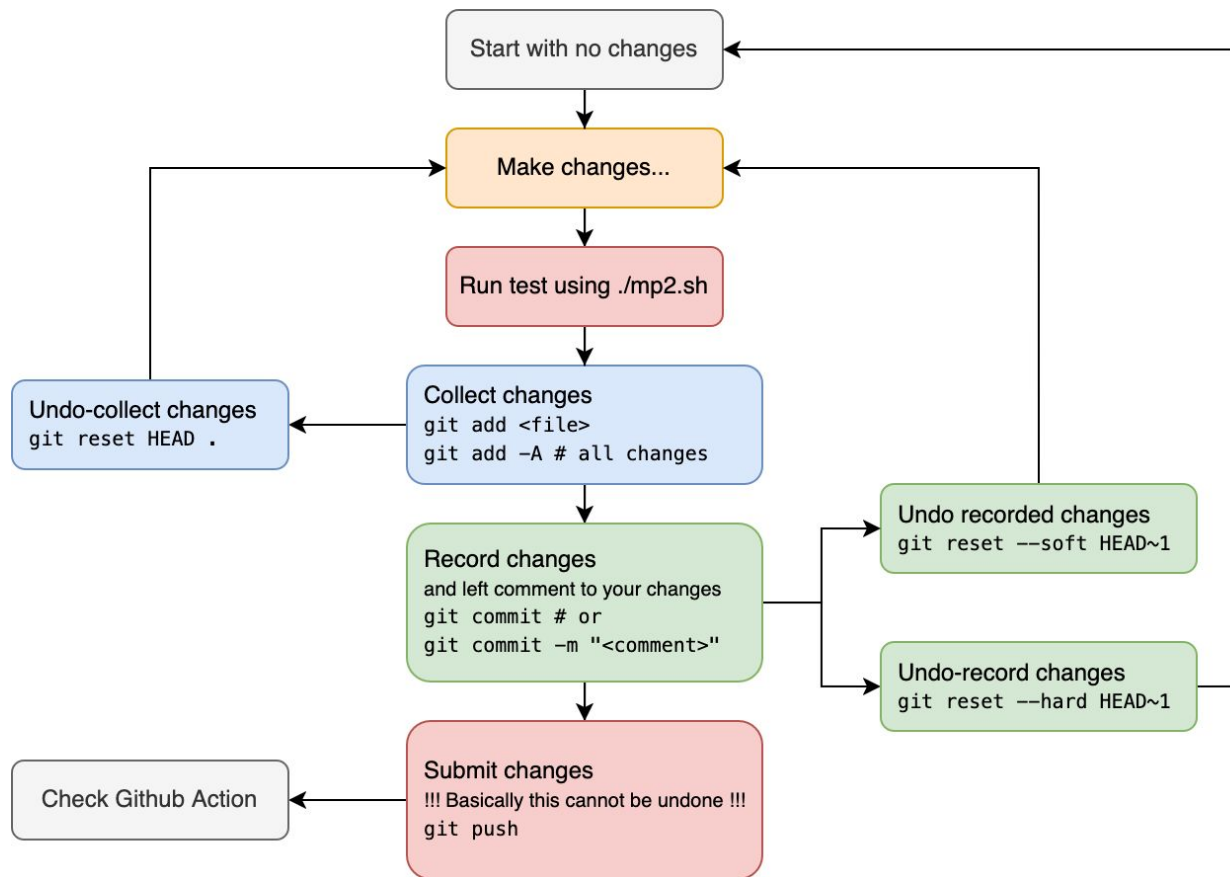 Start with no changes
Make changes...
Run test using ./mp2.sh
Collect changes
git add <file>
git add -A # all changes
Undo-collect changes
git reset HEAD .
Record changes
and left comment to your changes
git commit # or
git commit -m "<comment>"
Undo recorded changes
git reset --soft HEAD~1
Undo-record changes
git reset --hard HEAD~1
Submit changes
!!! Basically this cannot be undone !!!
git push
Check Github Action